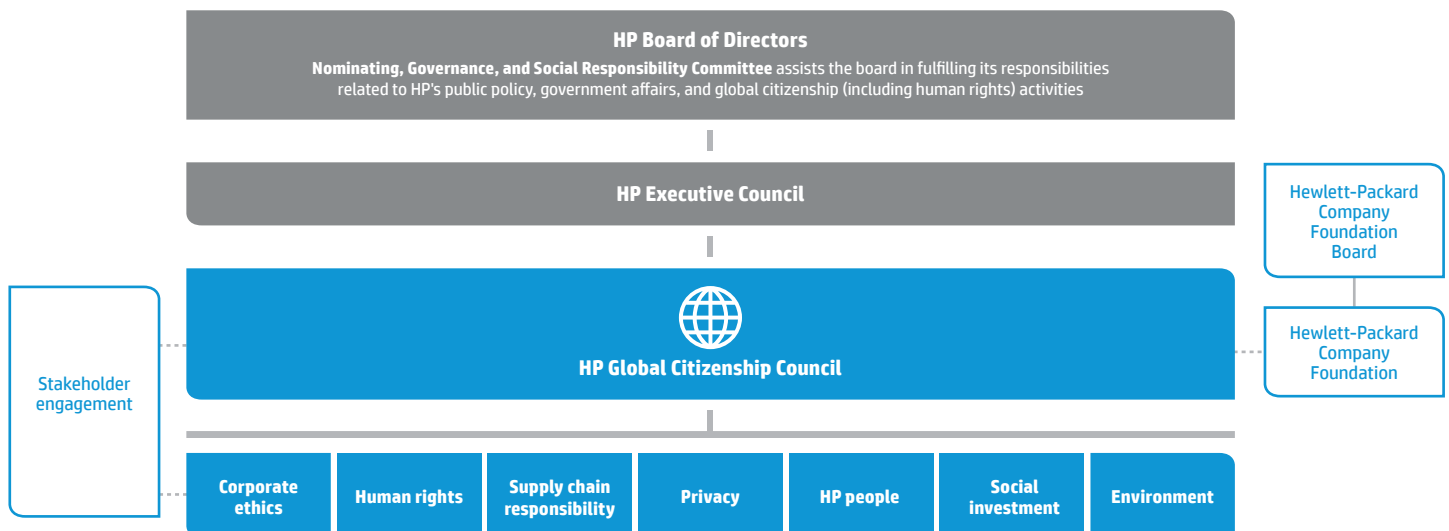 HP Board of Directors
Nominating, Governance, and Social Responsibility Committee assists the board in fulfilling its responsibilities
related to HP's public policy, government affairs, and global citizenship (including human rights) activities
HP Executive Council
Hewlett-Packard
Company
Foundation
Board
HP Global Citizenship Council
Hewlett-Packard
Company
Foundation
Stakeholder
engagement
Corporate
ethics
Human rights
Supply chain
responsibility
Privacy
HP people
Social
investment
Environment